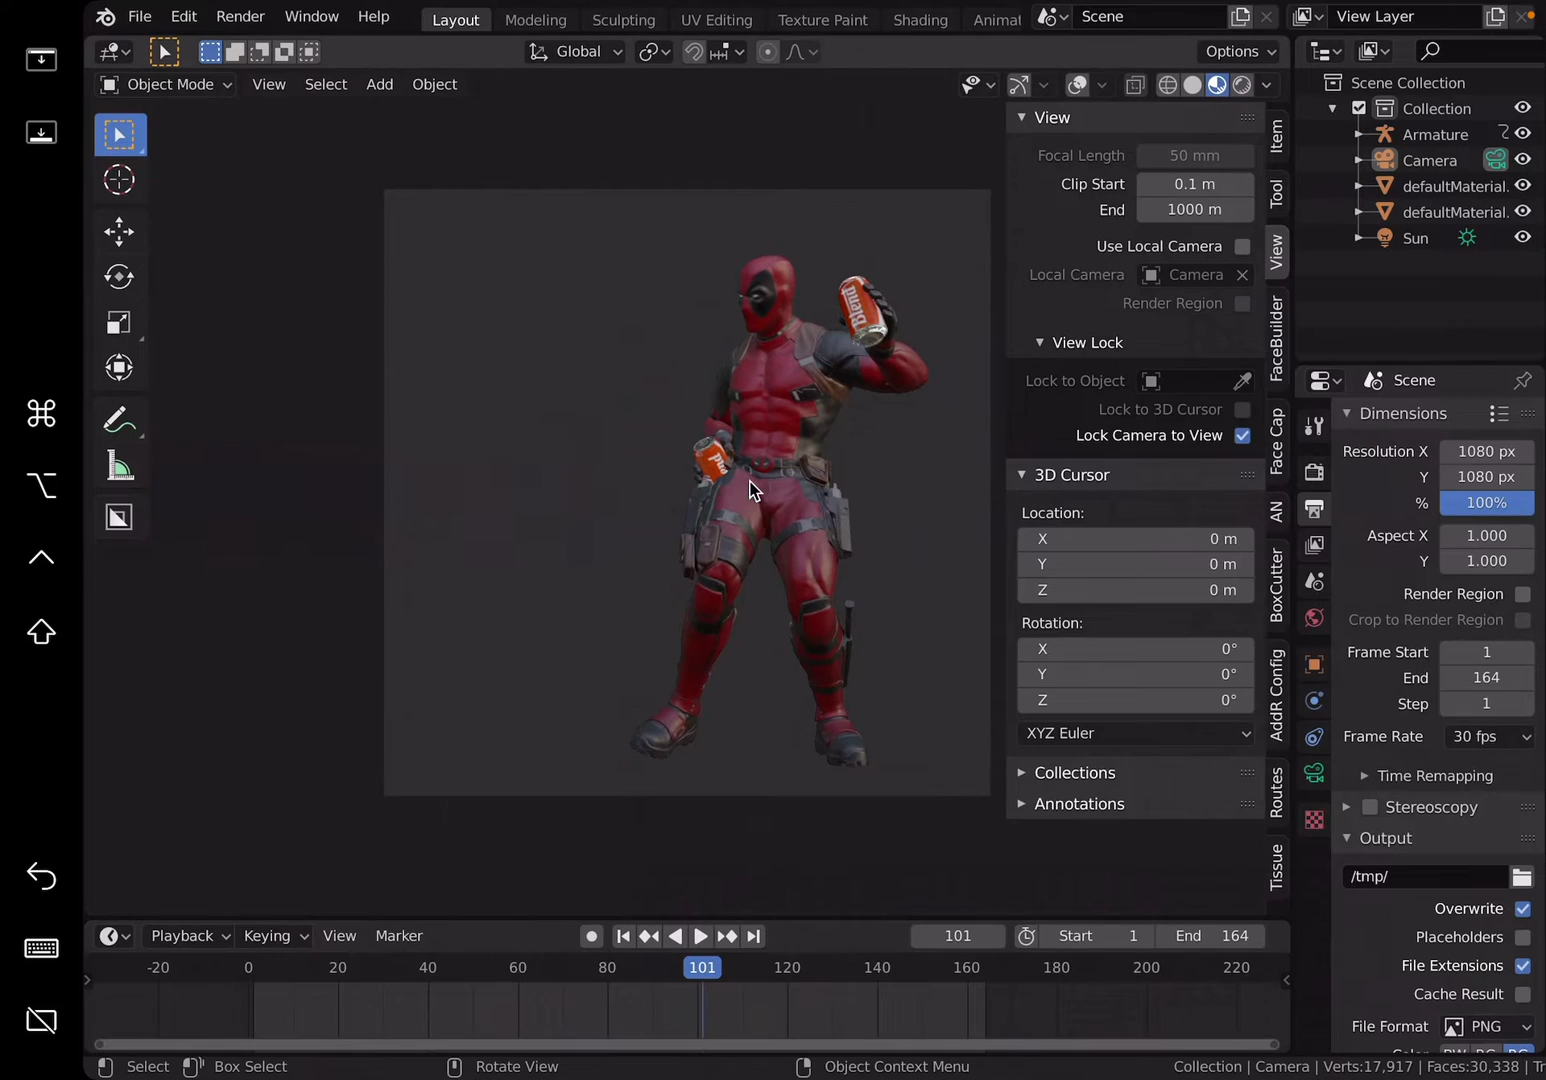 File Edit Render Window Help
Layout Modeling Sculpting UV Editing Texture Paint Shading Animat
Scene
View Layer
Global
Options
Object Mode View Select Add Object
Scene Collection
Collection
Armature
Camera
defaultMaterial.
defaultMaterial.
Sun
View
Focal Length 50 mm
Clip Start 0.1 m
End 1000 m
Use Local Camera
Local Camera Camera
Render Region
View Lock
Lock to Object
Lock to 3D Cursor
Lock Camera to View
3D Cursor
Location:
X 0 m
Y 0 m
Z 0 m
Rotation:
X 0°
Y 0°
Z 0°
XYZ Euler
Collections
Annotations
Item
Tool
View
FaceBuilder
Face Cap
AN
BoxCutter
AddR Config
Routes
Tissue
Blend
Scene
Dimensions
Resolution X 1080 px
Y 1080 px
% 100%
Aspect X 1.000
Y 1.000
Render Region
Crop to Render Region
Frame Start 1
End 164
Step 1
Frame Rate 30 fps
Time Remapping
Stereoscopy
Output
/tmp/
Overwrite
Placeholders
File Extensions
Cache Result
File Format PNG
Playback Keying View Marker
101
Start 1 End 164
-20 0 20 40 60 80 101 120 140 160 180 200 220
Select Box Select Rotate View Object Context Menu
Collection | Camera | Verts:17,917 | Faces:30,338 | Tr